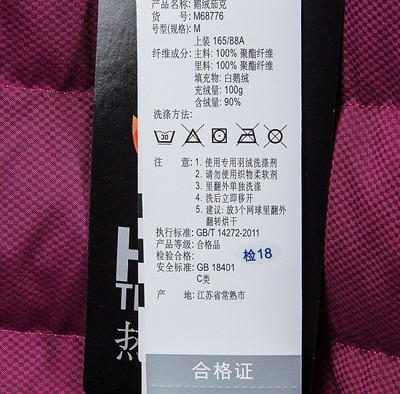 产品名称: 鹅绒茄克
货 号: M68776
号型(规格): M
上装 165/88A
纤维成分: 主料: 100% 聚酯纤维
里料: 100% 聚酯纤维
填充物: 白鹅绒
充绒量: 100g
含绒量: 90%
洗涤方法:
30
注 意: 1. 使用专用羽绒洗涤剂
2. 请勿使用织物柔软剂
3. 里翻外单独洗涤
4. 洗后立即移开
5. 建议: 放3个网球里翻外
翻转烘干
执行标准: GB/T 14272-2011
产品等级: 合格品
检验合格: 检18
安全标准: GB 18401
C类
产 地: 江苏省常熟市
合格证
H
TL
热